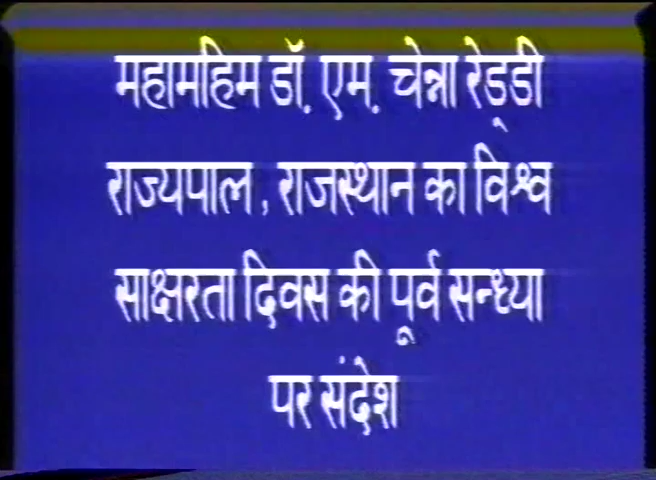 महामहिम डॉ. एम. चेन्ना रेड्डी
राज्यपाल, राजस्थान का विश्व
साक्षरता दिवस की पूर्व सन्ध्या
पर संदेश